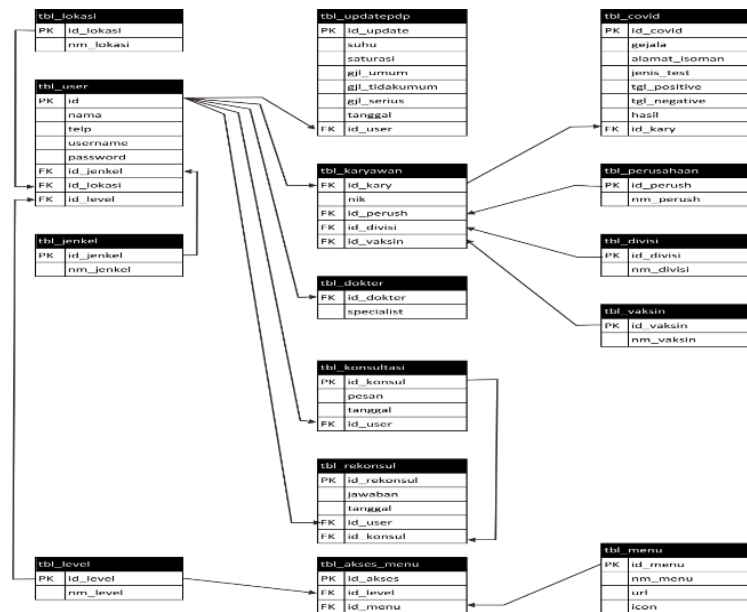 tbl_lokasi
PK id_lokasi
nm_lokasi
tbl_user
PK id
nama
telp
username
password
FK id_jenkel
FK id_lokasi
FK id_level
tbl_jenkel
PK id_jenkel
nm_jenkel
tbl_level
PK id_level
nm_level
tbl_updatepdp
PK id_update
suhu
saturasi
gjl_umum
gjl_tidakumum
gjl_serius
tanggal
FK id_user
tbl_karyawan
FK id_kary
nik
FK id_perush
FK id_divisi
FK id_vaksin
tbl_dokter
FK id_dokter
specialist
tbl_konsultasi
PK id_konsul
pesan
tanggal
FK id_user
tbl_rekonsul
PK id_rekonsul
jawaban
tanggal
FK id_user
FK id_konsul
tbl_akses_menu
PK id_akses
FK id_level
FK id_menu
tbl_covid
PK id_covid
gejala
alamat_isoman
jenis_test
tgl_positive
tgl_negative
hasil
FK id_kary
tbl_perusahaan
PK id_perush
nm_perush
tbl_divisi
PK id_divisi
nm_divisi
tbl_vaksin
PK id_vaksin
nm_vaksin
tbl_menu
PK id_menu
nm_menu
url
icon